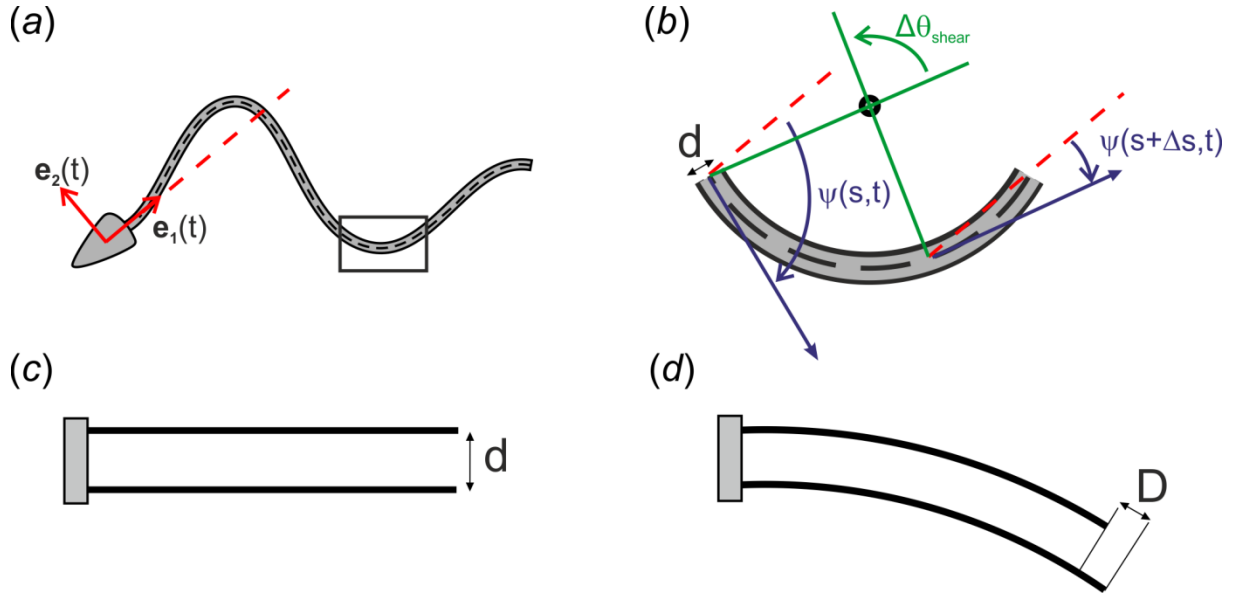 (a)
e₂(t)
e₁(t)
(b)
Δθshear
d
ψ(s,t)
ψ(s+Δs,t)
(c)
d
(d)
D